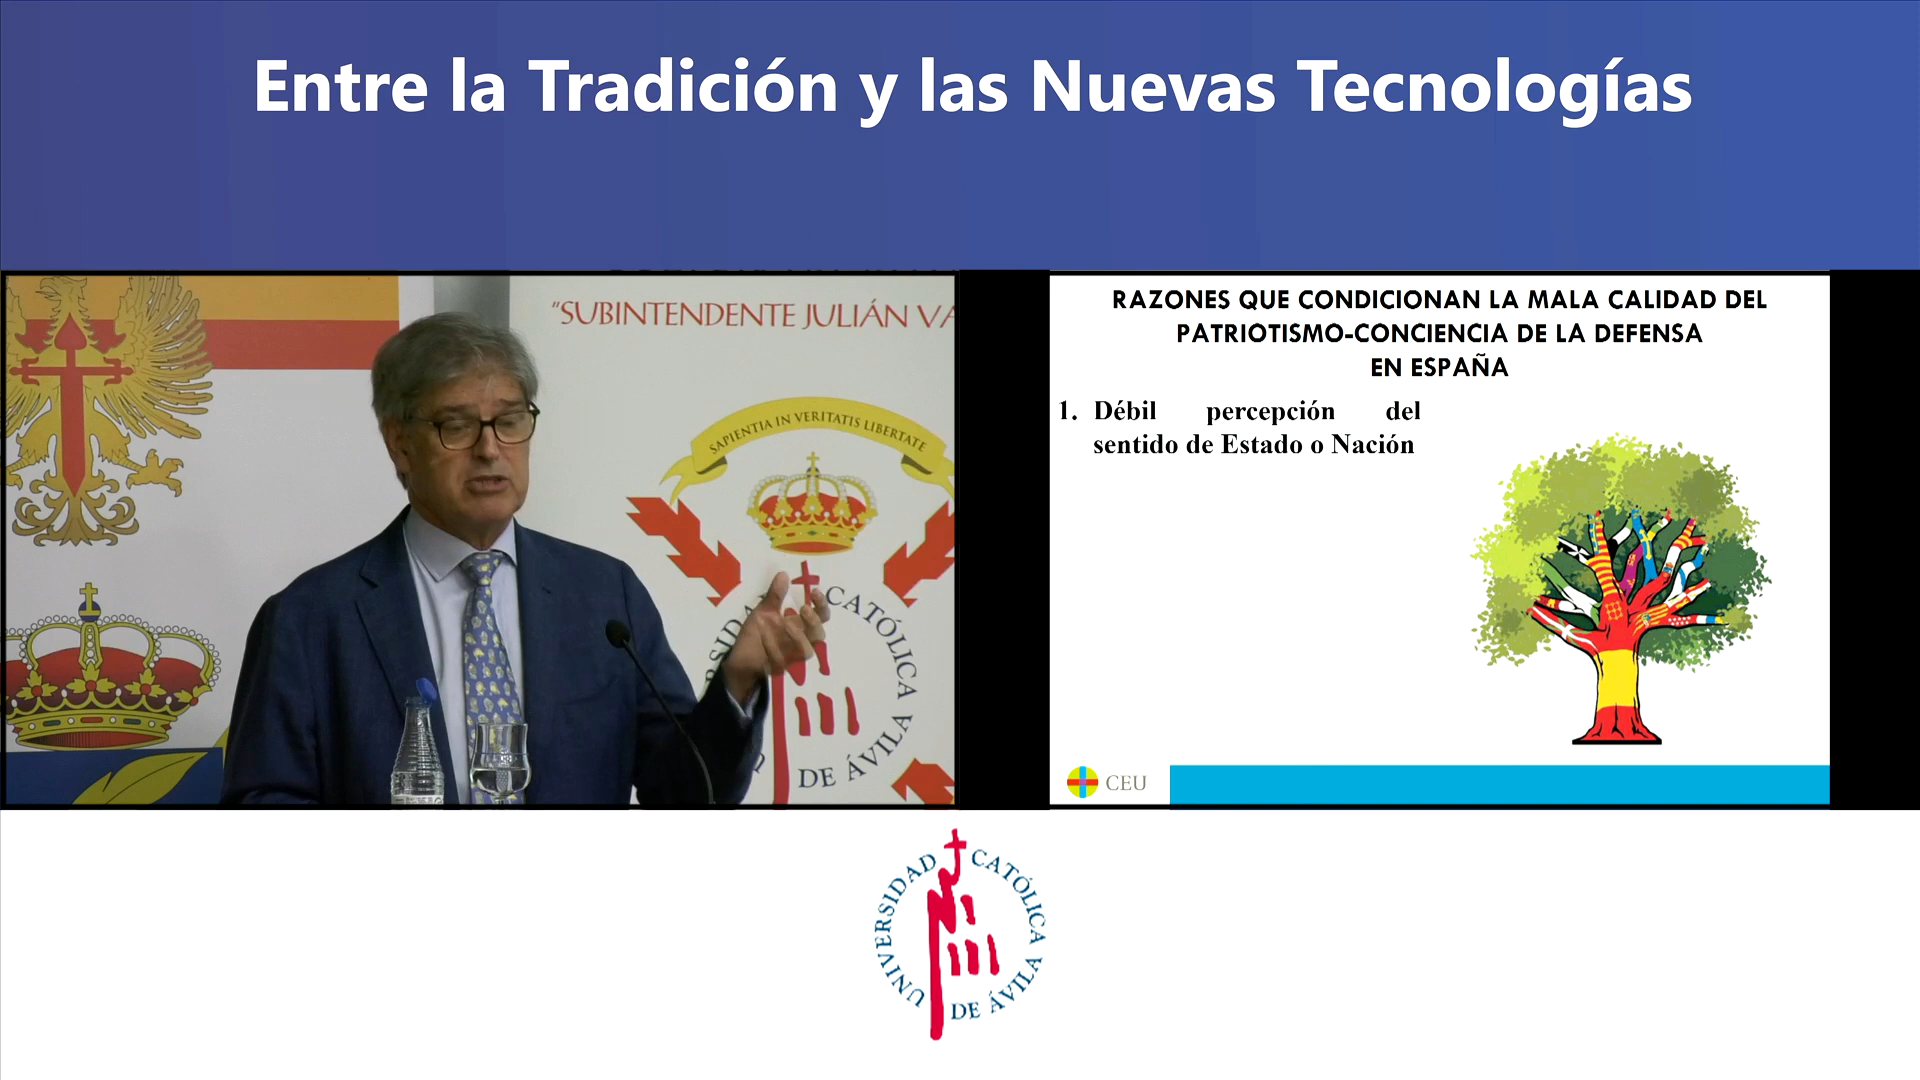 Entre la Tradición y las Nuevas Tecnologías
"SUBINTENDENTE JULIÁN VA
SAPIENTIA IN VERITATIS LIBERTATE
CATÓLICA
DE ÁVILA
RAZONES QUE CONDICIONAN LA MALA CALIDAD DEL
PATRIOTISMO-CONCIENCIA DE LA DEFENSA
EN ESPAÑA
1. Débil percepción del
sentido de Estado o Nación
CEU
UNIVERSIDAD CATÓLICA
DE ÁVILA